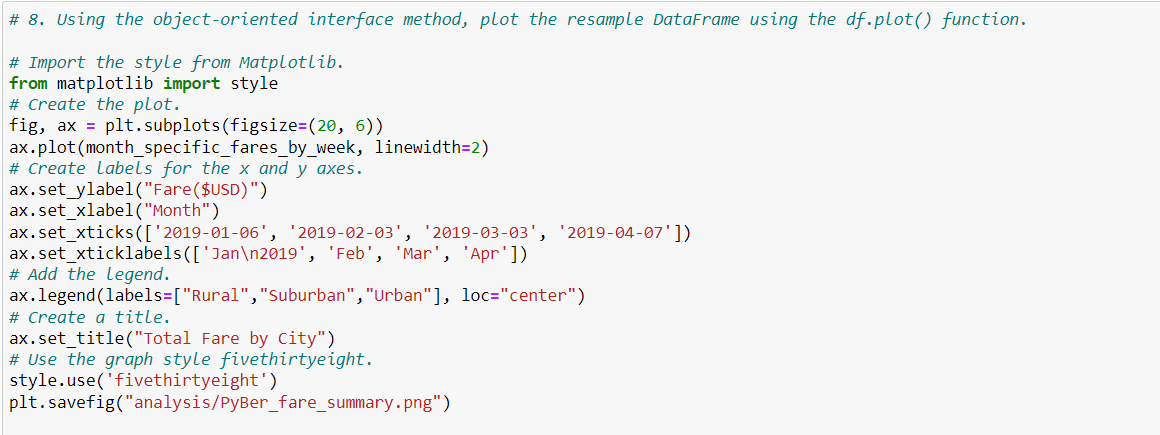 # 8. Using the object-oriented interface method, plot the resample DataFrame using the df.plot() function.
# Import the style from Matplotlib.
from matplotlib import style
# Create the plot.
fig, ax = plt.subplots(figsize=(20, 6))
ax.plot(month_specific_fares_by_week, linewidth=2)
# Create labels for the x and y axes.
ax.set_ylabel("Fare($USD)")
ax.set_xlabel("Month")
ax.set_xticks(['2019-01-06', '2019-02-03', '2019-03-03', '2019-04-07'])
ax.set_xticklabels(['Jan\n2019', 'Feb', 'Mar', 'Apr'])
# Add the legend.
ax.legend(labels=["Rural","Suburban","Urban"], loc="center")
# Create a title.
ax.set_title("Total Fare by City")
# Use the graph style fivethirtyeight.
style.use('fivethirtyeight')
plt.savefig("analysis/PyBer_fare_summary.png")